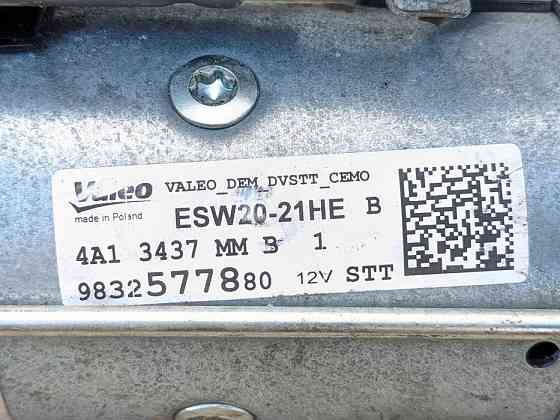 Valeo VALEO_DEM_DVSTT_CEMO
made in Poland ESW20-21HE B
4A1 3437 MM B 1
9832577880 12V STT